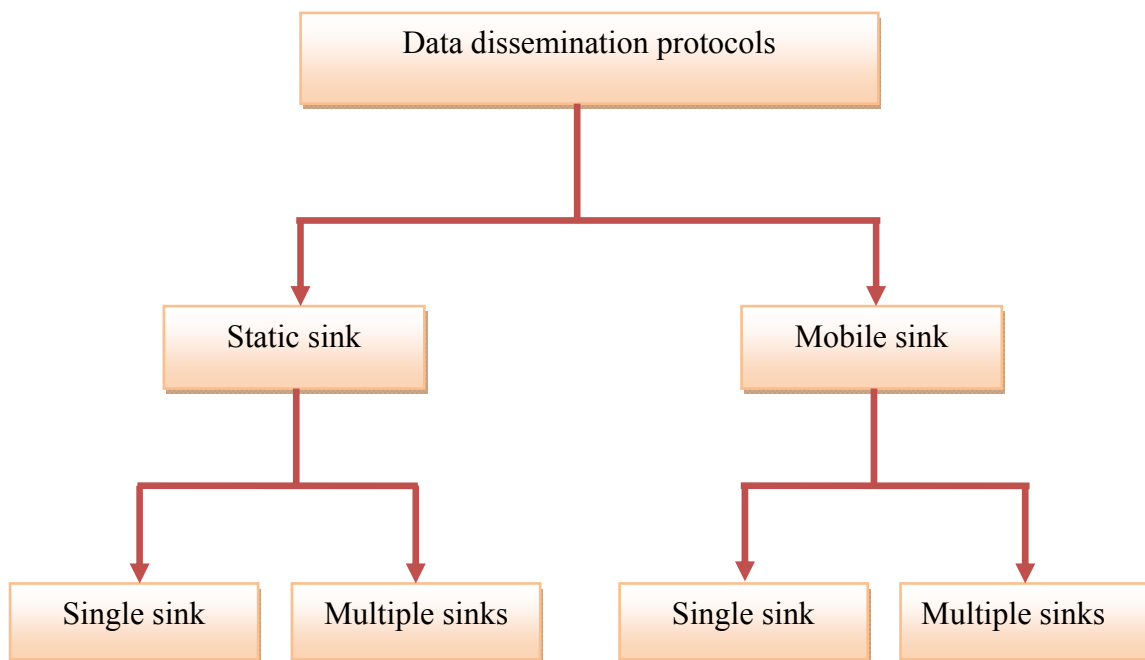 Data dissemination protocols
Static sink
Mobile sink
Single sink
Multiple sinks
Single sink
Multiple sinks